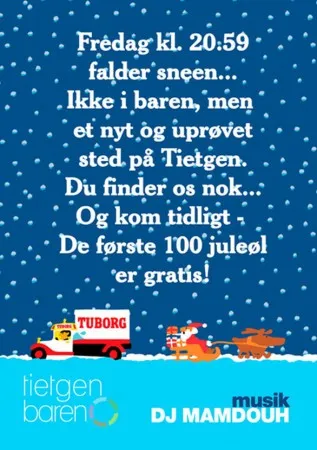 Fredag kl. 20.59
falder sneen...
Ikke i baren, men
et nyt og uprøvet
sted på Tietgen.
Du finder os nok...
Og kom tidligt -
De første 100 juleøl
er gratis!
TUBORG
tietgen
baren
musik
DJ MAMDOUH